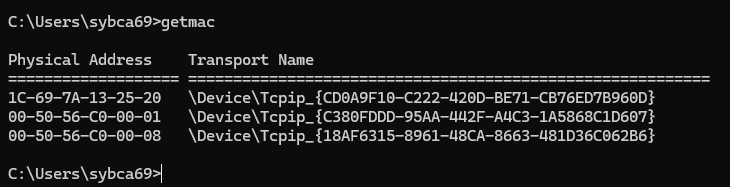 C:\Users\sybca69>getmac
Physical Address    Transport Name
=================== ==========================================================
1C-69-7A-13-25-20   \Device\Tcpip_{CD0A9F10-C222-420D-BE71-CB76ED7B960D}
00-50-56-C0-00-01   \Device\Tcpip_{C380FDDD-95AA-442F-A4C3-1A5868C1D607}
00-50-56-C0-00-08   \Device\Tcpip_{18AF6315-8961-48CA-8663-481D36C062B6}
C:\Users\sybca69>